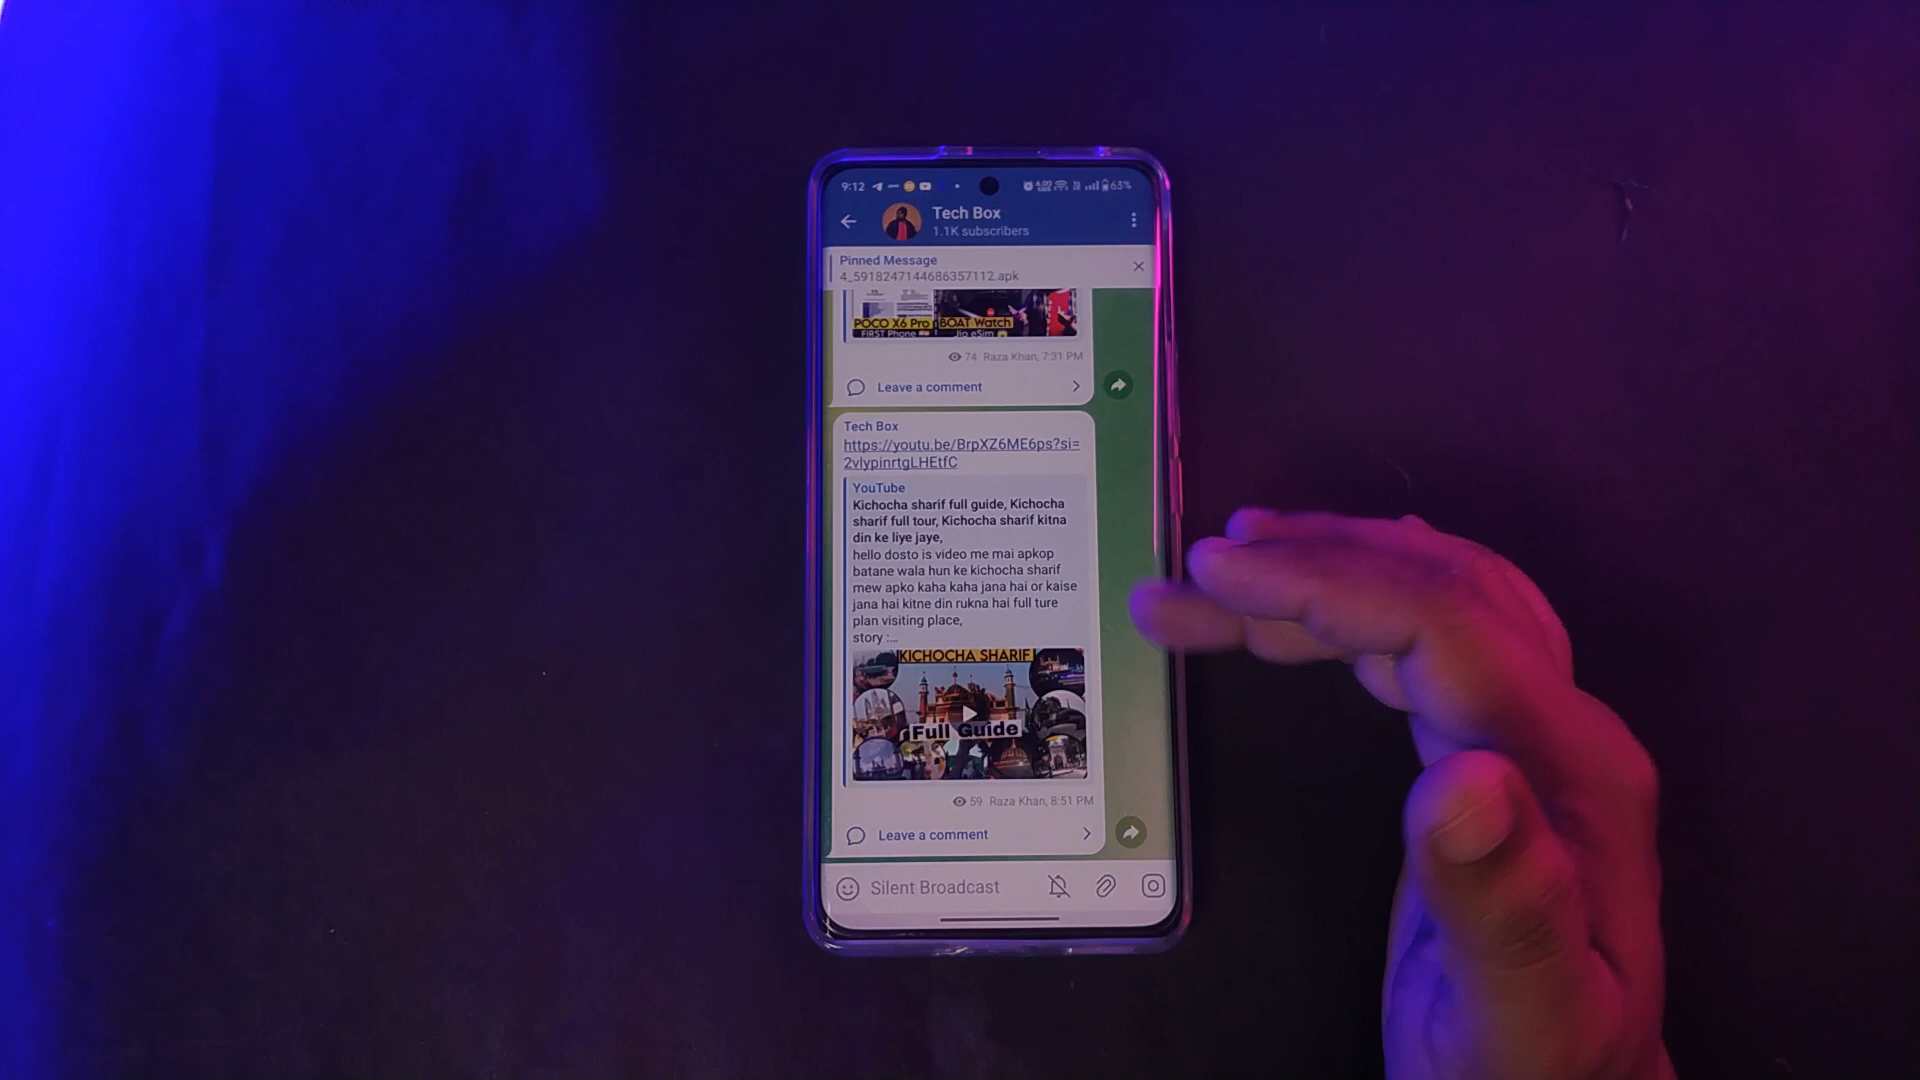 9:12
63%
Tech Box
1.1K subscribers
Pinned Message
4_5918247144686357112.apk
POCO X6 Pro
BOAT Watch
FIRST Phone
Jio eSim
74 Raza Khan, 7:31 PM
Leave a comment
Tech Box
https://youtu.be/BrpXZ6ME6ps?si=
2vlypinrtgLHEtfC
YouTube
Kichocha sharif full guide, Kichocha
sharif full tour, Kichocha sharif kitna
din ke liye jaye,
hello dosto is video me mai apkop
batane wala hun ke kichocha sharif
mew apko kaha kaha jana hai or kaise
jana hai kitne din rukna hai full ture
plan visiting place,
story :...
KICHOCHA SHARIF
Full Guide
59 Raza Khan, 8:51 PM
Leave a comment
Silent Broadcast